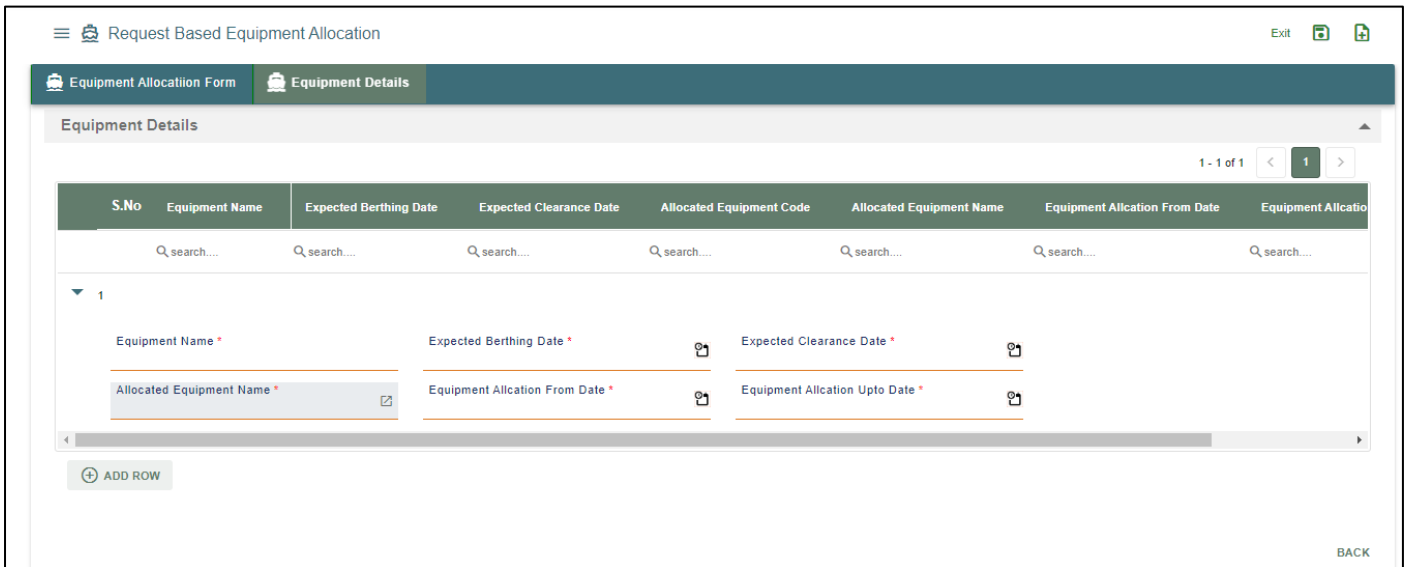 Request Based Equipment Allocation Exit
Equipment Allocatiion Form Equipment Details
Equipment Details
1 - 1 of 1 < 1 >
S.No Equipment Name Expected Berthing Date Expected Clearance Date Allocated Equipment Code Allocated Equipment Name Equipment Allcation From Date Equipment Allcatio
search.... search.... search.... search.... search.... search.... search....
1
Equipment Name * Expected Berthing Date * Expected Clearance Date *
Allocated Equipment Name * Equipment Allcation From Date * Equipment Allcation Upto Date *
ADD ROW
BACK